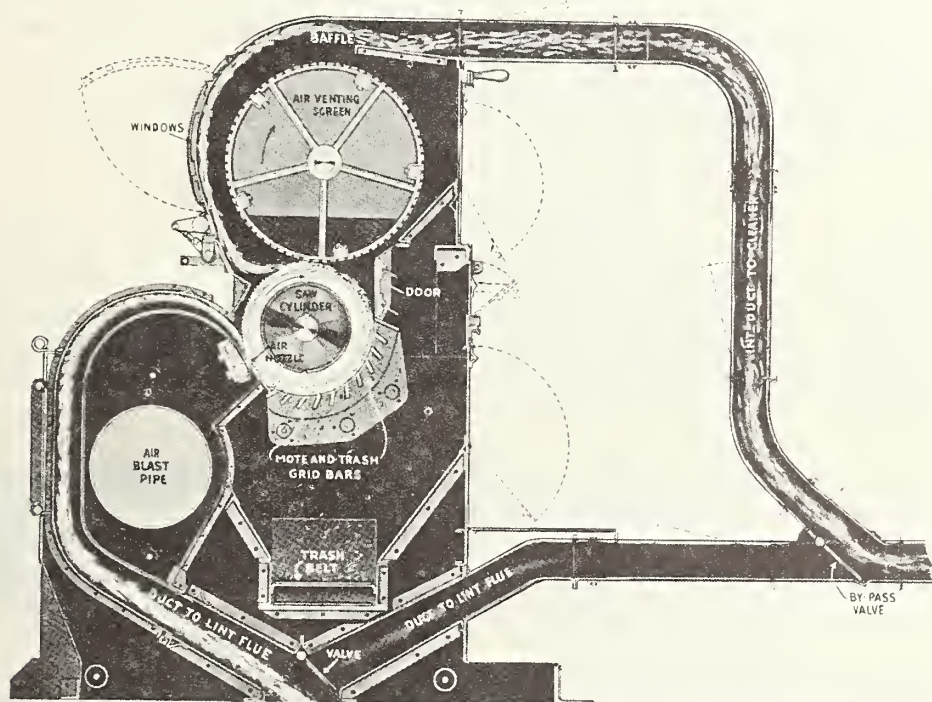 BAFFLE
AIR VENTING
SCREEN
WINDOWS
LINT DUCT TO CLEANER
DOOR
SAW
CYLINDER
AIR
NOZZLE
MOTE AND TRASH
GRID BARS
AIR
BLAST
PIPE
TRASH
BELT
DUCT TO LINT FLUE
DUCT TO LINT FLUE
VALVE
BY-PASS
VALVE